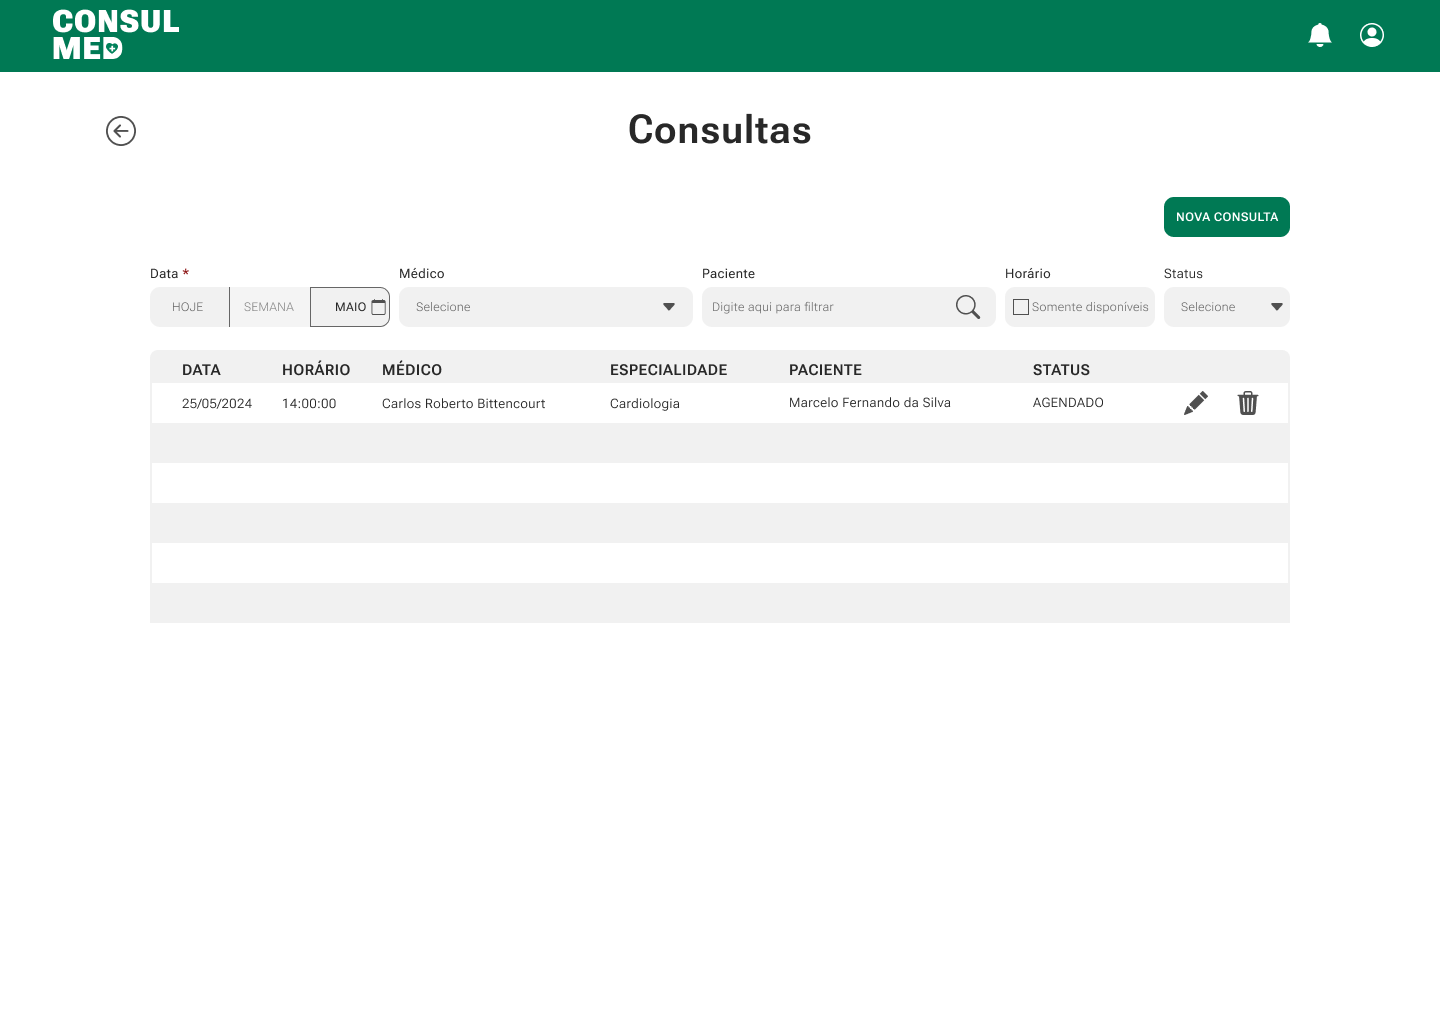 CONSUL
MED
Consultas
NOVA CONSULTA
Data *
Médico
Paciente
Horário
Status
HOJE
SEMANA
MAIO
Selecione
Digite aqui para filtrar
Somente disponíveis
Selecione
DATA HORÁRIO MÉDICO ESPECIALIDADE PACIENTE STATUS
25/05/2024 14:00:00 Carlos Roberto Bittencourt Cardiologia Marcelo Fernando da Silva AGENDADO